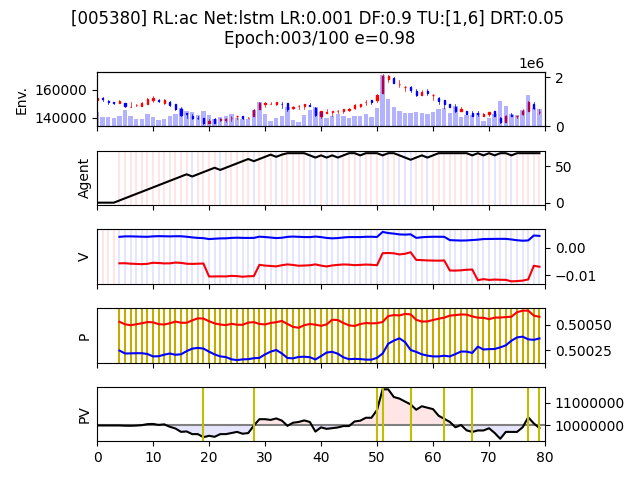 [005380] RL:ac Net:lstm LR:0.001 DF:0.9 TU:[1,6] DRT:0.05
Epoch:003/100 e=0.98
1e6
Env.
160000
140000
2
0
Agent
50
0
V
0.00
−0.01
P
0.50050
0.50025
PV
11000000
10000000
0 10 20 30 40 50 60 70 80